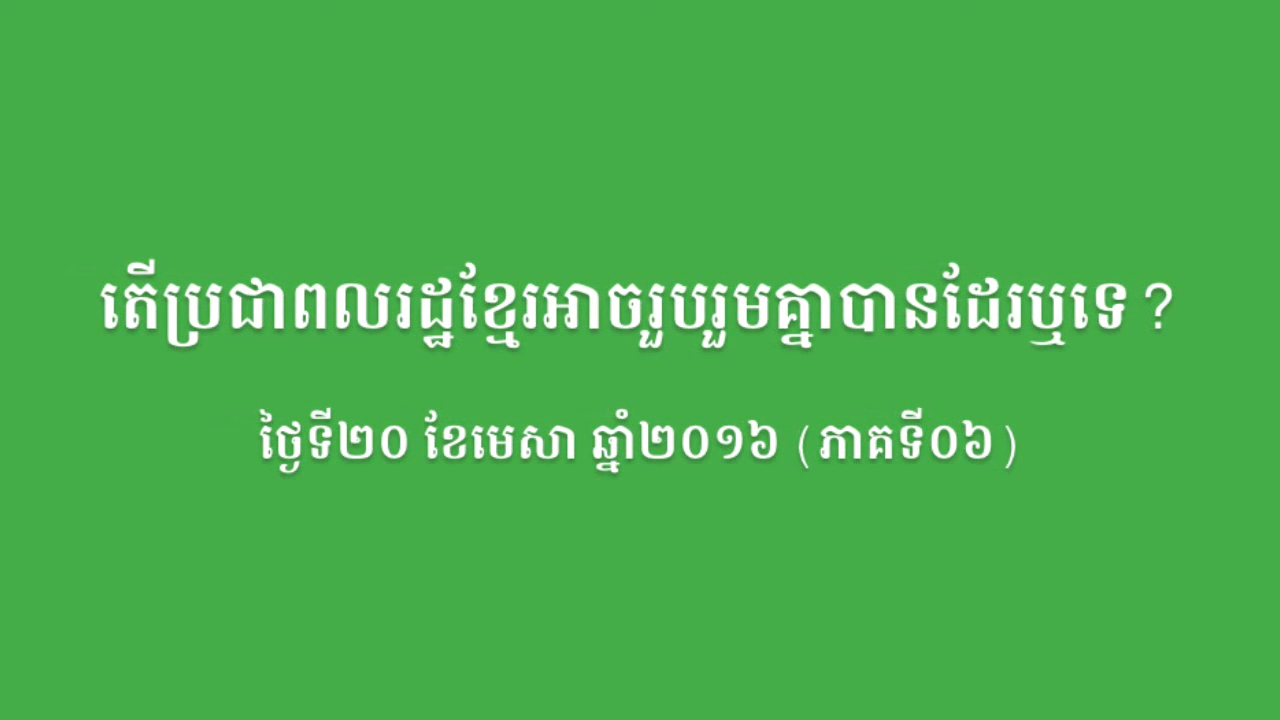 តើប្រជាពលរដ្ឋខ្មែរអាចរួបរួមគ្នាបានដែរឬទេ ?
ថ្ងៃទី២០ ខែមេសា ឆ្នាំ២០១៦ (ភាគទី០៦)